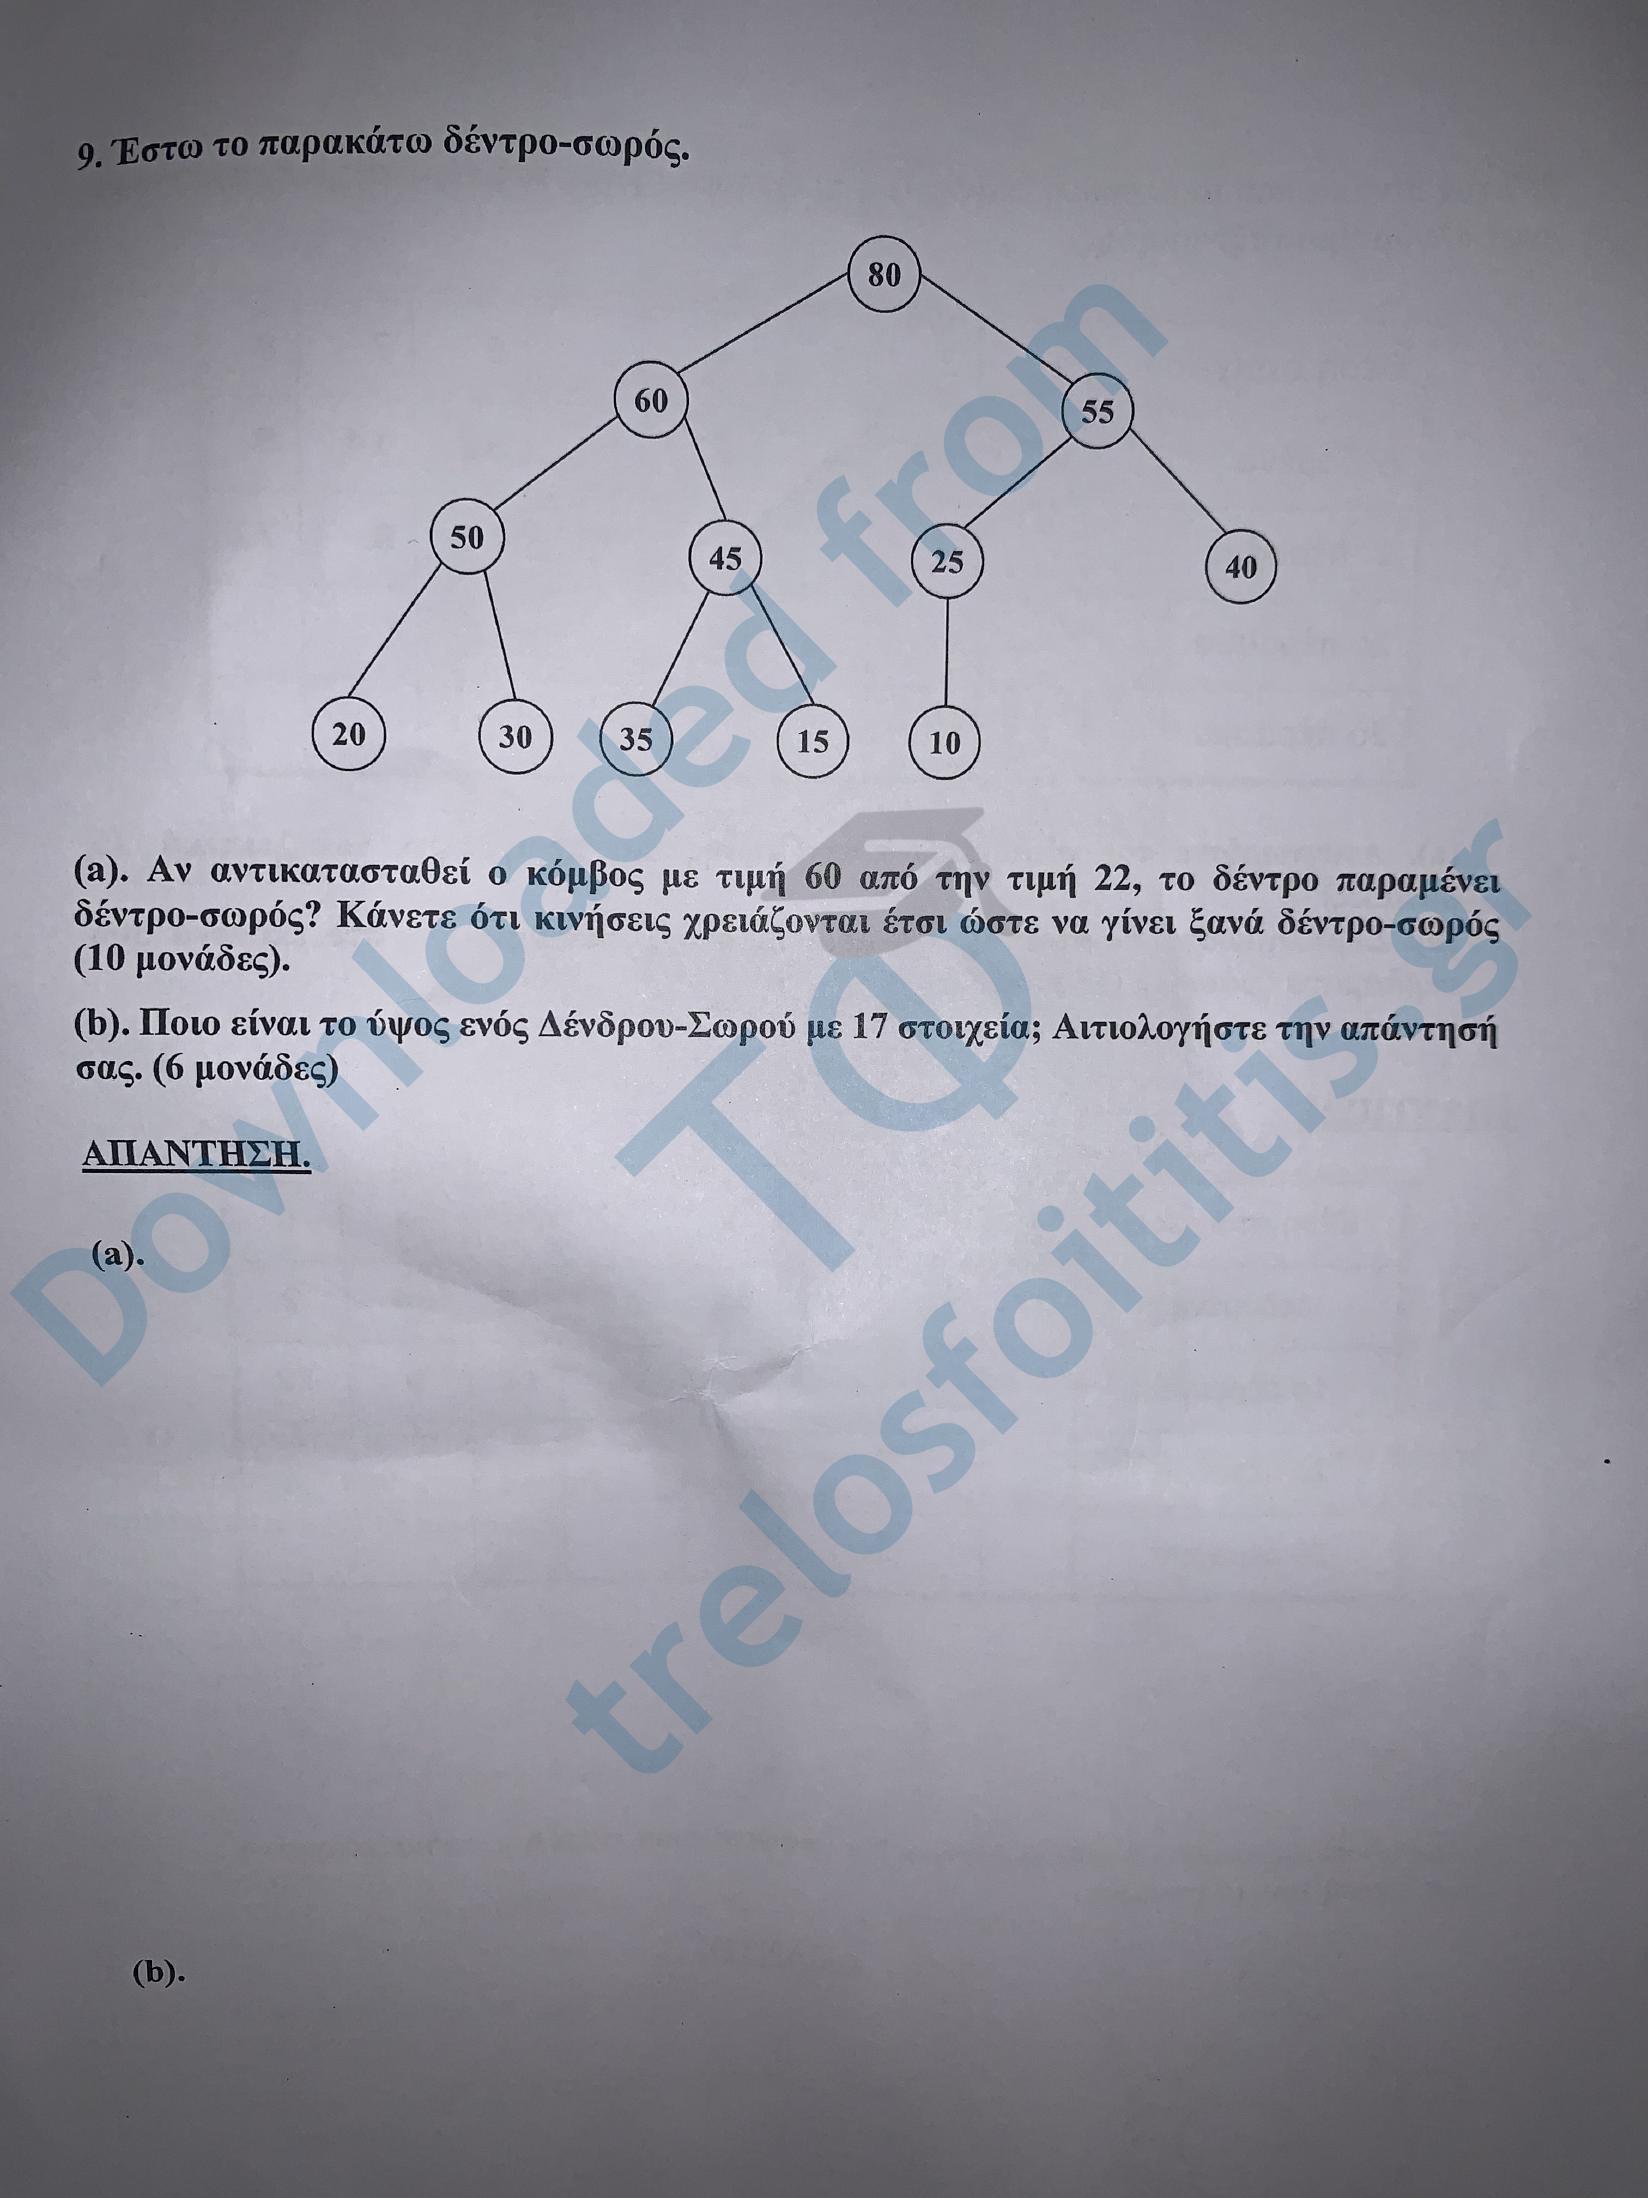 9. Έστω το παρακάτω δέντρο-σωρός.
80
60
55
50
45
25
40
20
30
35
15
10
(a). Αν αντικατασταθεί ο κόμβος με τιμή 60 από την τιμή 22, το δέντρο παραμένει
δέντρο-σωρός? Κάνετε ότι κινήσεις χρειάζονται έτσι ώστε να γίνει ξανά δέντρο-σωρός
(10 μονάδες).
(b). Ποιο είναι το ύψος ενός Δένδρου-Σωρού με 17 στοιχεία; Αιτιολογήστε την απάντησή
σας. (6 μονάδες)
ΑΠΑΝΤΗΣΗ.
(a).
(b).
Downloaded from
ΤΦ
trelosfoititis.gr